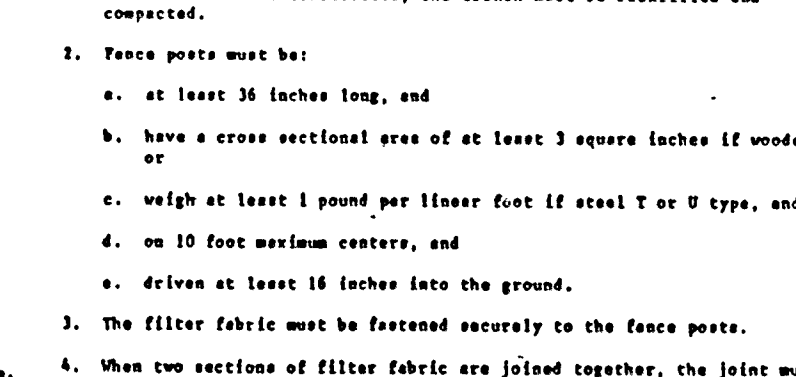 compacted.
2. Fence posts must be:
a. at least 36 inches long, and
b. have a cross sectional area of at least 3 square inches if
or
c. weigh at least 1 pound per linear foot if steel T or U type, and
d. on 10 foot maximum centers, and
e. driven at least 16 inches into the ground.
3. The filter fabric must be fastened securely to the fence posts.
4. When two sections of filter fabric are joined together, the joint